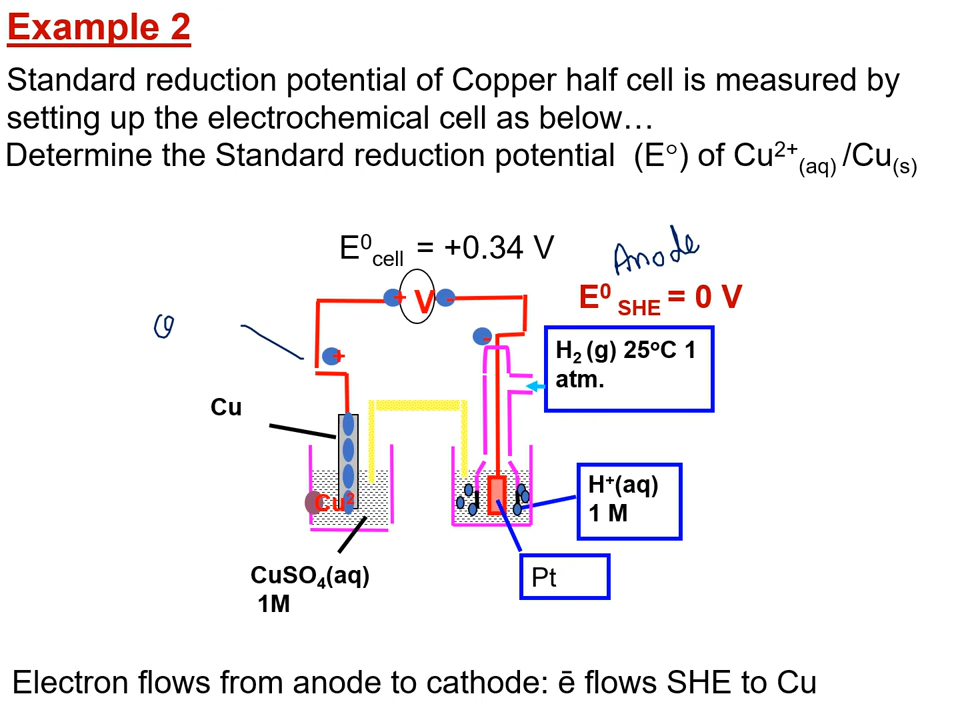 Example 2
Standard reduction potential of Copper half cell is measured by
setting up the electrochemical cell as below…
Determine the Standard reduction potential (E°) of Cu²⁺₍aq₎ /Cu₍s₎
E⁰cell = +0.34 V
Anode
E⁰ SHE = 0 V
+ V -
+
-
H₂ (g) 25°C 1
atm.
Cu
Cu²
H⁺(aq)
1 M
Pt
CuSO₄(aq)
1M
Electron flows from anode to cathode: ē flows SHE to Cu